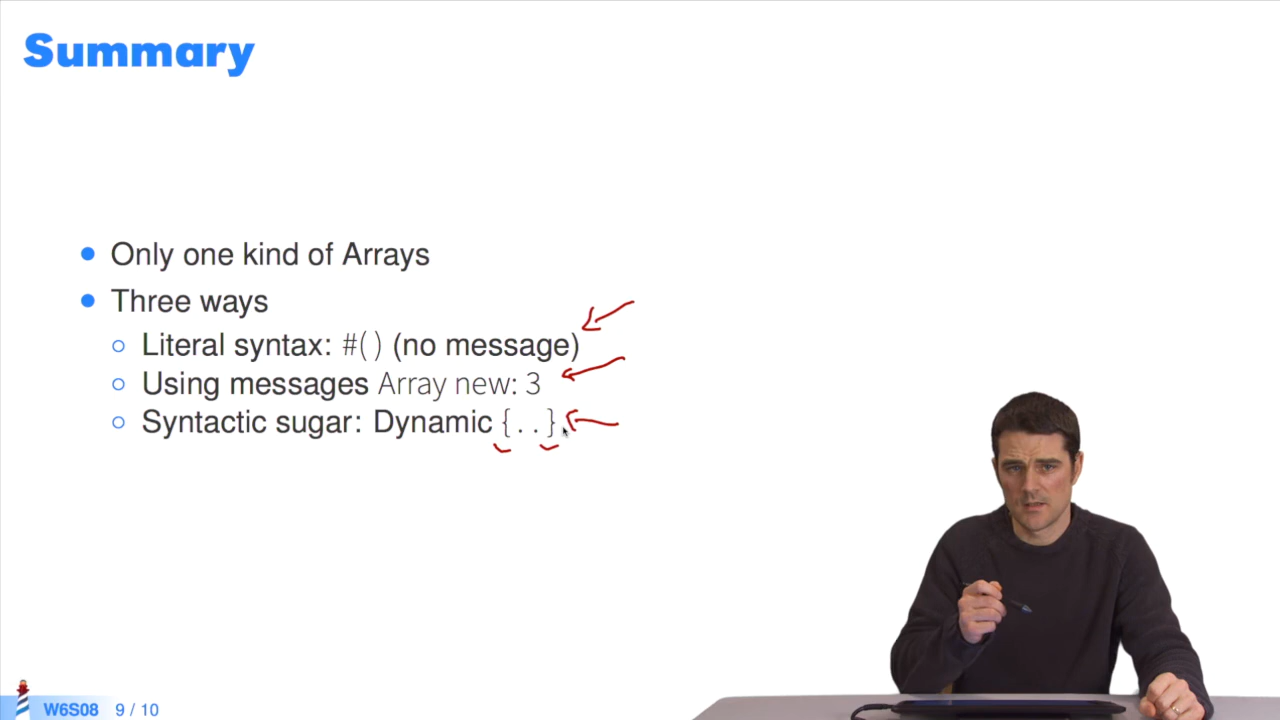 Summary
Only one kind of Arrays
Three ways
Literal syntax: #() (no message)
Using messages Array new: 3
Syntactic sugar: Dynamic {..}
W6S08 9 / 10